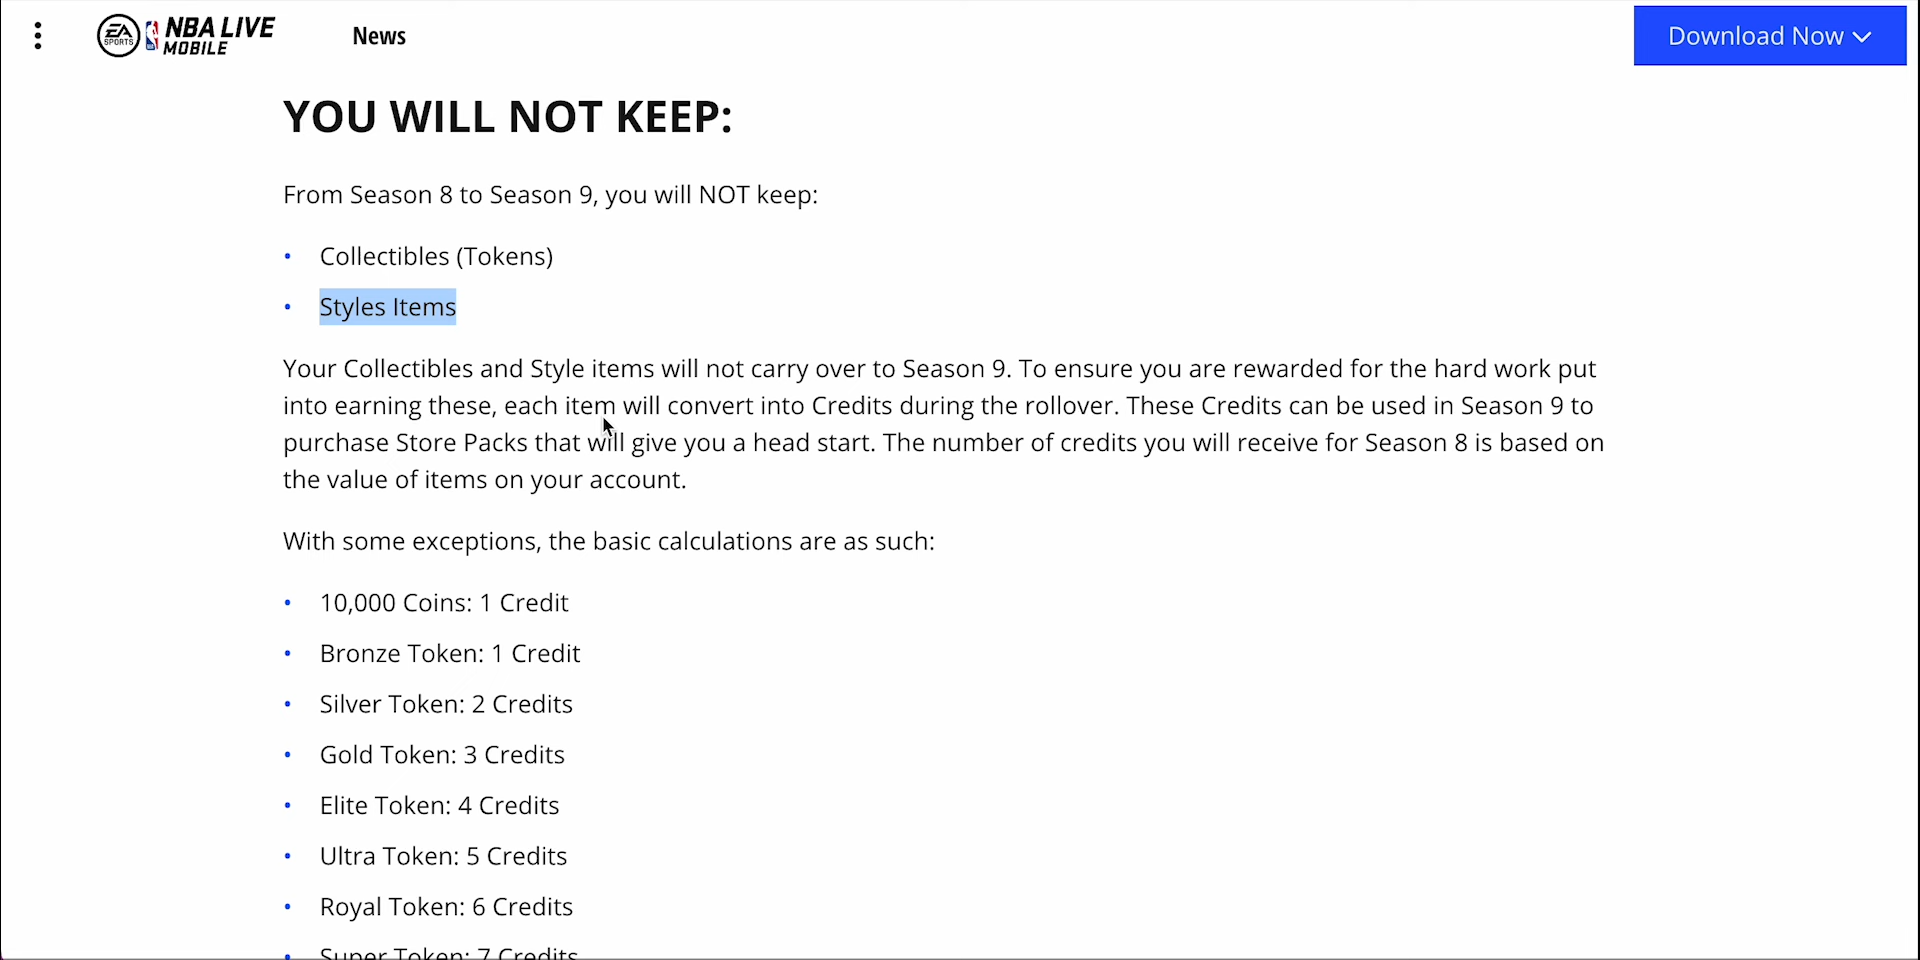 EA SPORTS NBA LIVE MOBILE
News
Download Now
YOU WILL NOT KEEP:
From Season 8 to Season 9, you will NOT keep:
• Collectibles (Tokens)
• Styles Items
Your Collectibles and Style items will not carry over to Season 9. To ensure you are rewarded for the hard work put
into earning these, each item will convert into Credits during the rollover. These Credits can be used in Season 9 to
purchase Store Packs that will give you a head start. The number of credits you will receive for Season 8 is based on
the value of items on your account.
With some exceptions, the basic calculations are as such:
• 10,000 Coins: 1 Credit
• Bronze Token: 1 Credit
• Silver Token: 2 Credits
• Gold Token: 3 Credits
• Elite Token: 4 Credits
• Ultra Token: 5 Credits
• Royal Token: 6 Credits
• Super Token: 7 Credits